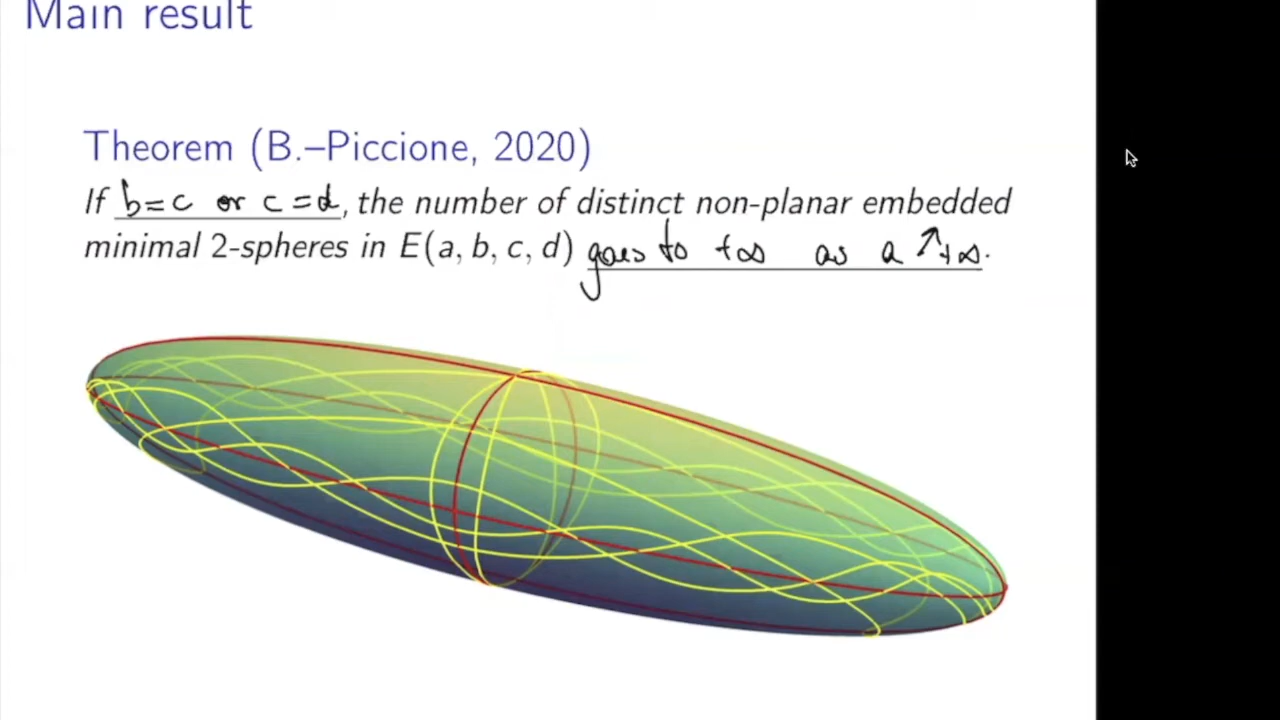 Main result
Theorem (B.–Piccione, 2020)
If b=c or c=d, the number of distinct non-planar embedded
minimal 2-spheres in E(a, b, c, d) goes to +∞ as a ↗ +∞.